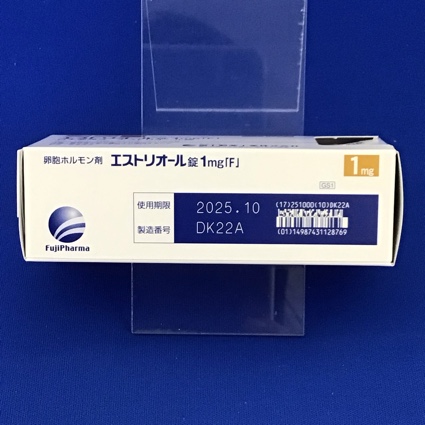 卵胞ホルモン剤 エストリオール錠1mg「F」
1mg
GS1
使用期限 2025.10
製造番号 DK22A
(17)251000(10)DK22A
(01)14987431128769
FujiPharma